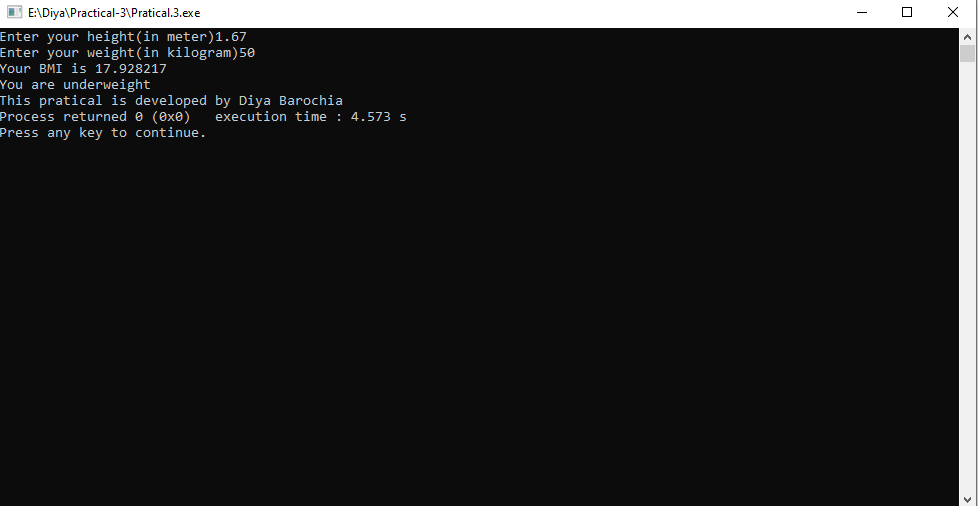 E:\Diya\Practical-3\Pratical.3.exe
Enter your height(in meter)1.67
Enter your weight(in kilogram)50
Your BMI is 17.928217
You are underweight
This pratical is developed by Diya Barochia
Process returned 0 (0x0)   execution time : 4.573 s
Press any key to continue.